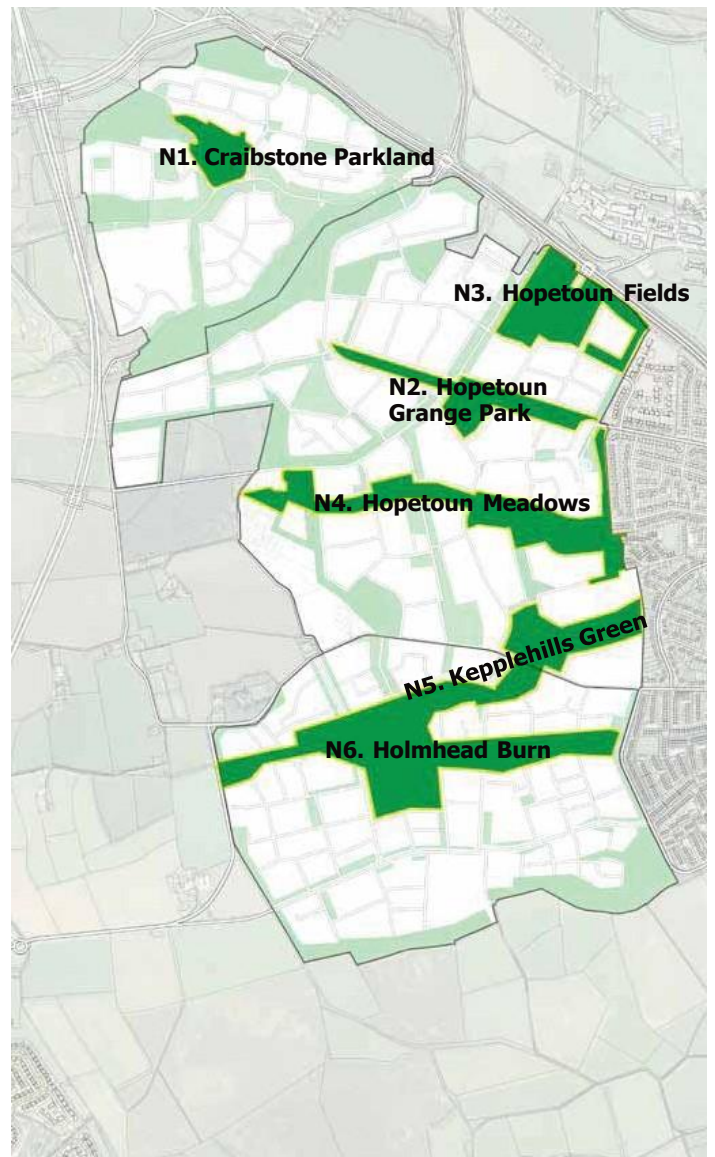 N1. Craibstone Parkland
N3. Hopetoun Fields
N2. Hopetoun
Grange Park
N4. Hopetoun Meadows
N5. Kepplehills Green
N6. Holmhead Burn